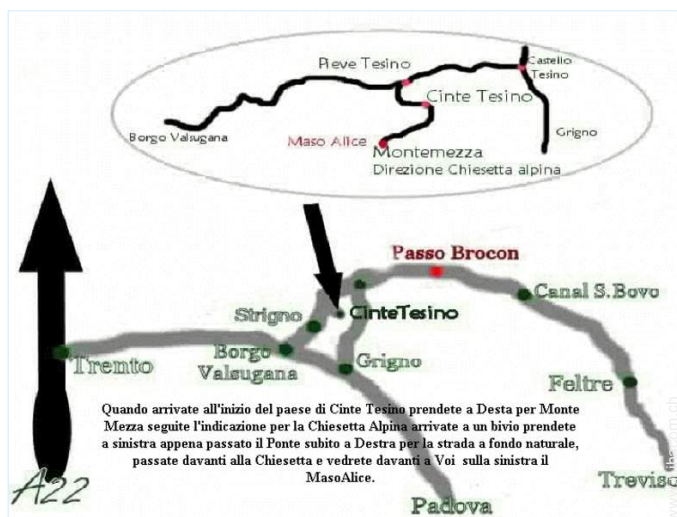 Castello
Tesino
Pieve Tesino
Cinte Tesino
Borgo Valsugana
Maso Alice
Grigno
Montemezza
Direzione Chiesetta alpina
Passo Brocon
Canal S.Bovo
CinteTesino
Strigno
Trento
Borgo
Valsugana
Grigno
Feltre
Quando arrivate all'inizio del paese di Cinte Tesino prendete a Desta per Monte
Mezza seguite l'indicazione per la Chiesetta Alpina arrivate a un bivio prendete
a sinistra appena passato il Ponte subito a Destra per la strada a fondo naturale,
passate davanti alla Chiesetta e vedrete davanti a Voi sulla sinistra il
MasoAlice.
A22
Treviso
Padova